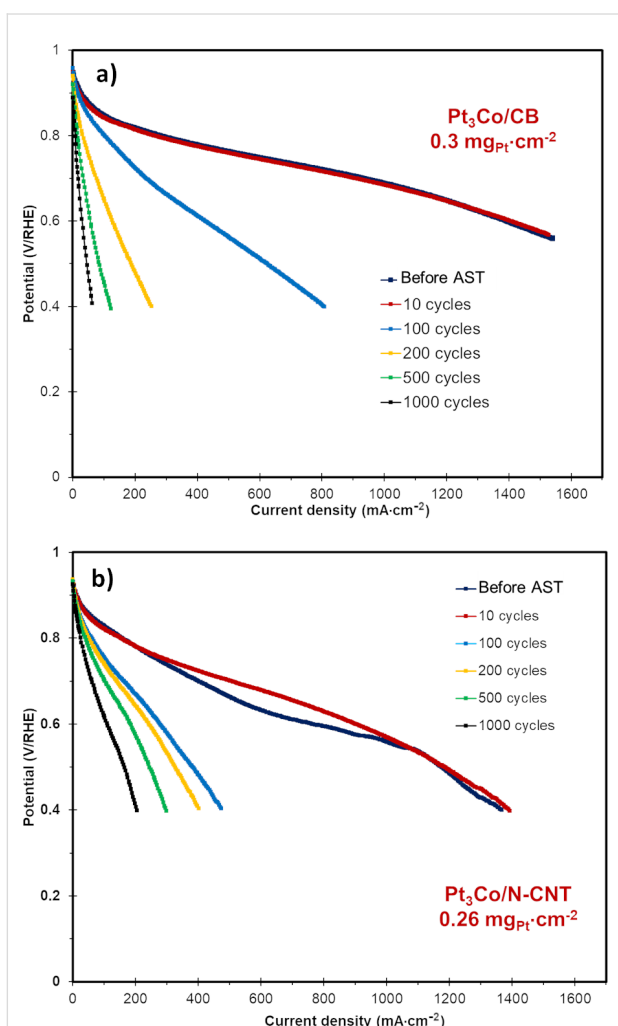 a)
Pt₃Co/CB
0.3 mgPt·cm⁻²
Potential (V/RHE)
1
0.8
0.6
0.4
0.2
0
Before AST
10 cycles
100 cycles
200 cycles
500 cycles
1000 cycles
0 200 400 600 800 1000 1200 1400 1600
Current density (mA·cm⁻²)
b)
Potential (V/RHE)
1
0.8
0.6
0.4
0.2
0
Before AST
10 cycles
100 cycles
200 cycles
500 cycles
1000 cycles
Pt₃Co/N-CNT
0.26 mgPt·cm⁻²
0 200 400 600 800 1000 1200 1400 1600
Current density (mA·cm⁻²)